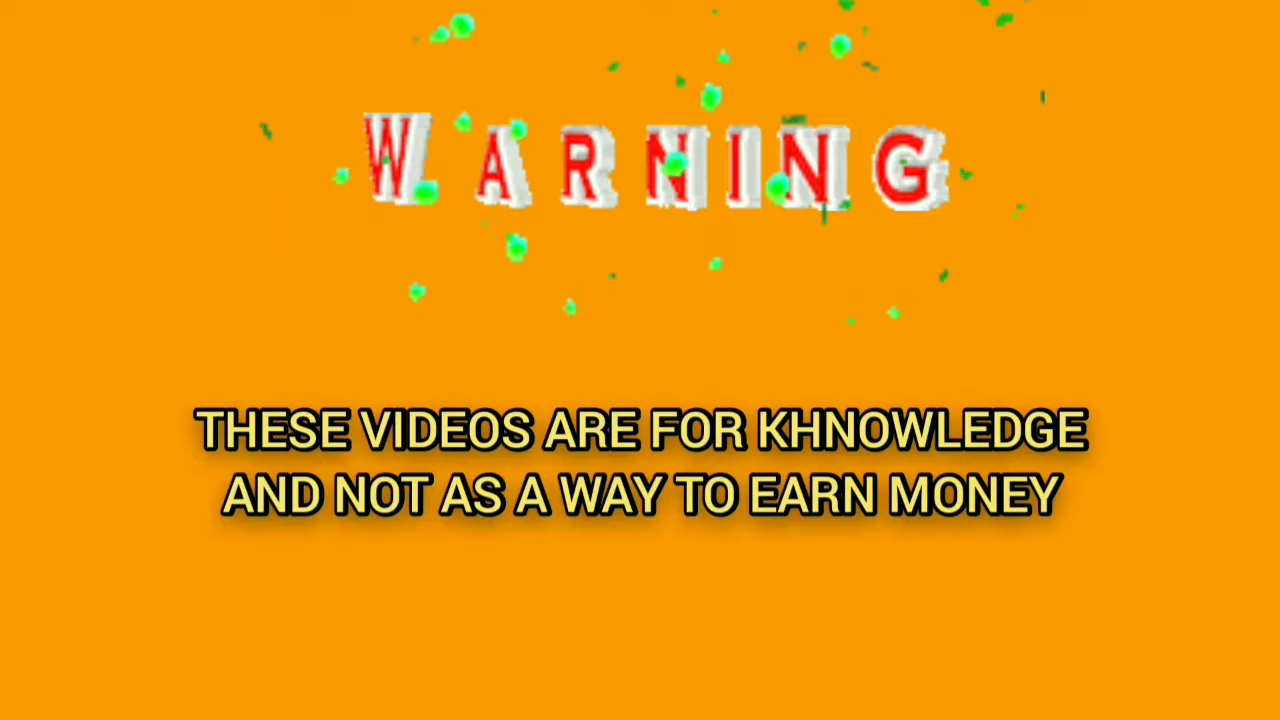 WARNING
THESE VIDEOS ARE FOR KHNOWLEDGE
AND NOT AS A WAY TO EARN MONEY